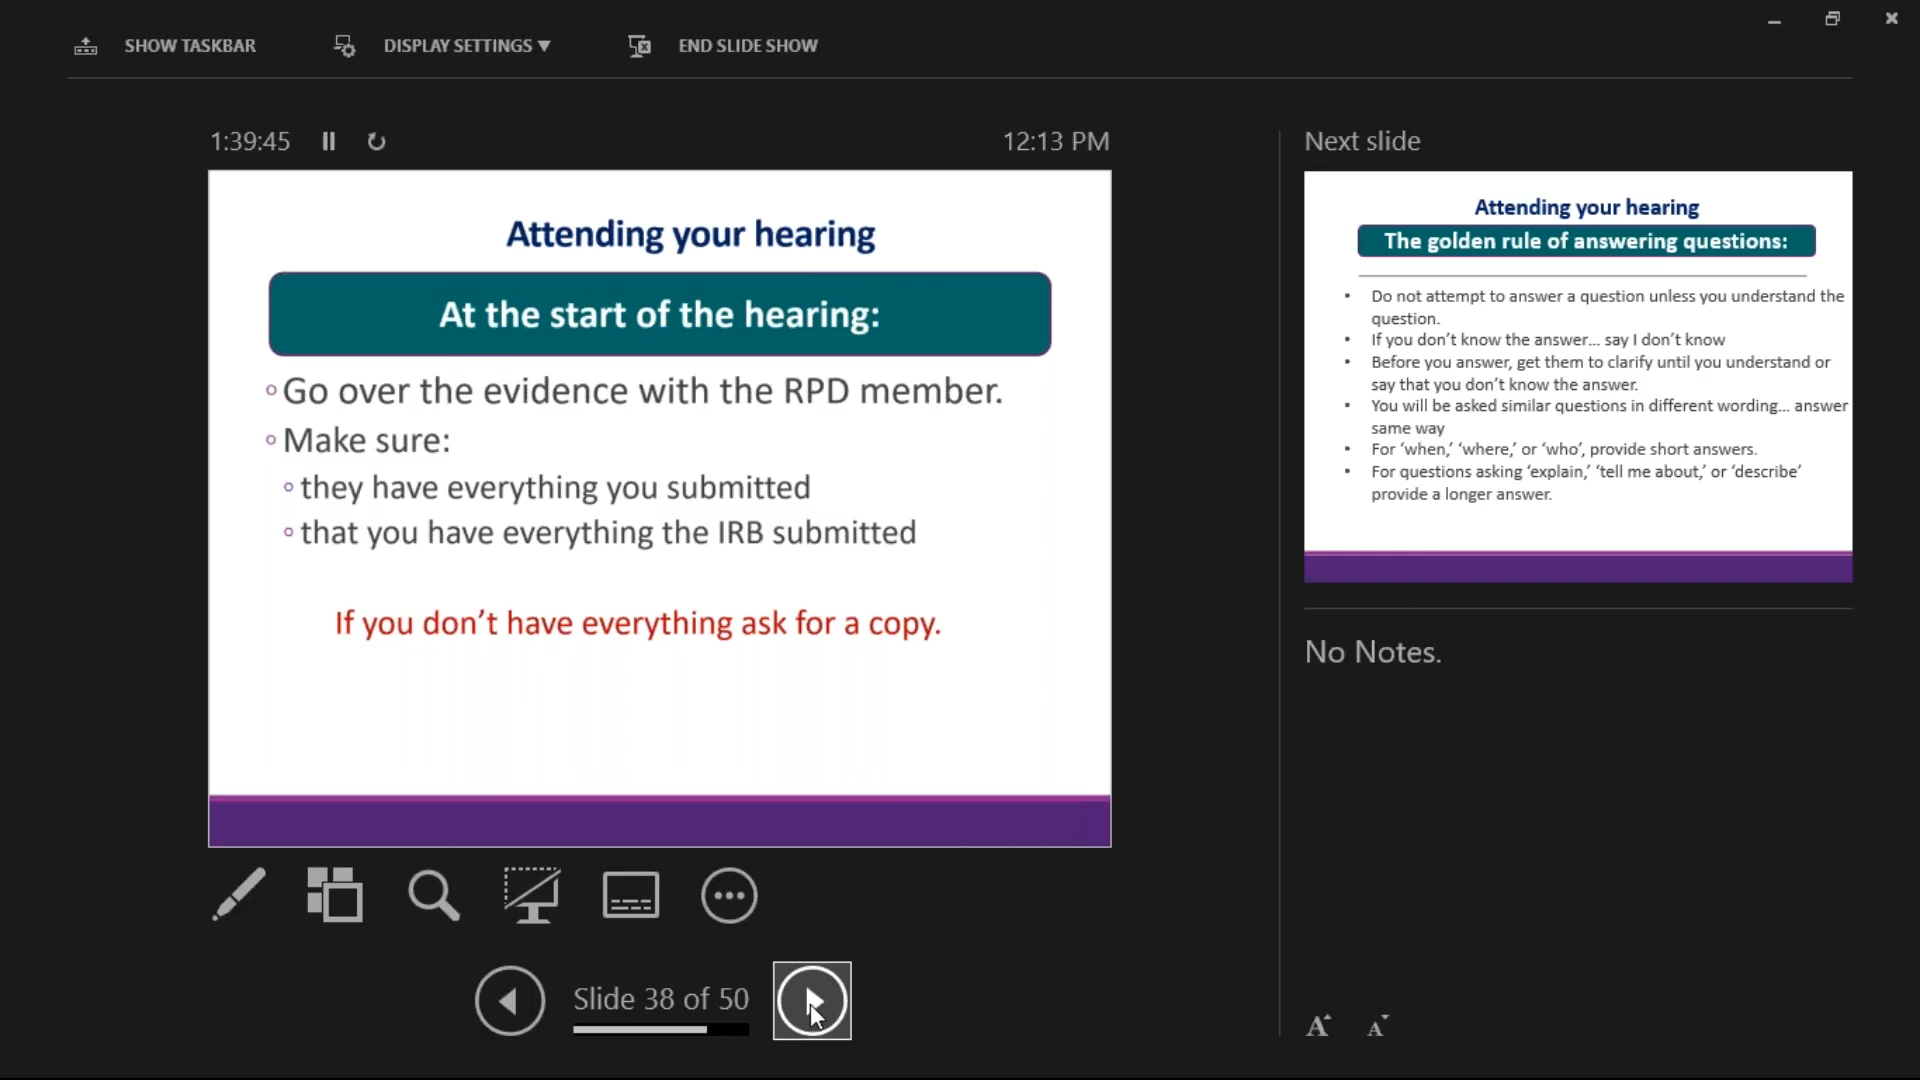 SHOW TASKBAR
DISPLAY SETTINGS ▼
END SLIDE SHOW
1:39:45
12:13 PM
Attending your hearing
At the start of the hearing:
Go over the evidence with the RPD member.
Make sure:
they have everything you submitted
that you have everything the IRB submitted
If you don’t have everything ask for a copy.
Slide 38 of 50
Next slide
Attending your hearing
The golden rule of answering questions:
• Do not attempt to answer a question unless you understand the
question.
• If you don’t know the answer... say I don’t know
• Before you answer, get them to clarify until you understand or
say that you don’t know the answer.
• You will be asked similar questions in different wording... answer
same way
• For ‘when,’ ‘where,’ or ‘who’, provide short answers.
• For questions asking ‘explain,’ ‘tell me about,’ or ‘describe’
provide a longer answer.
No Notes.
A A